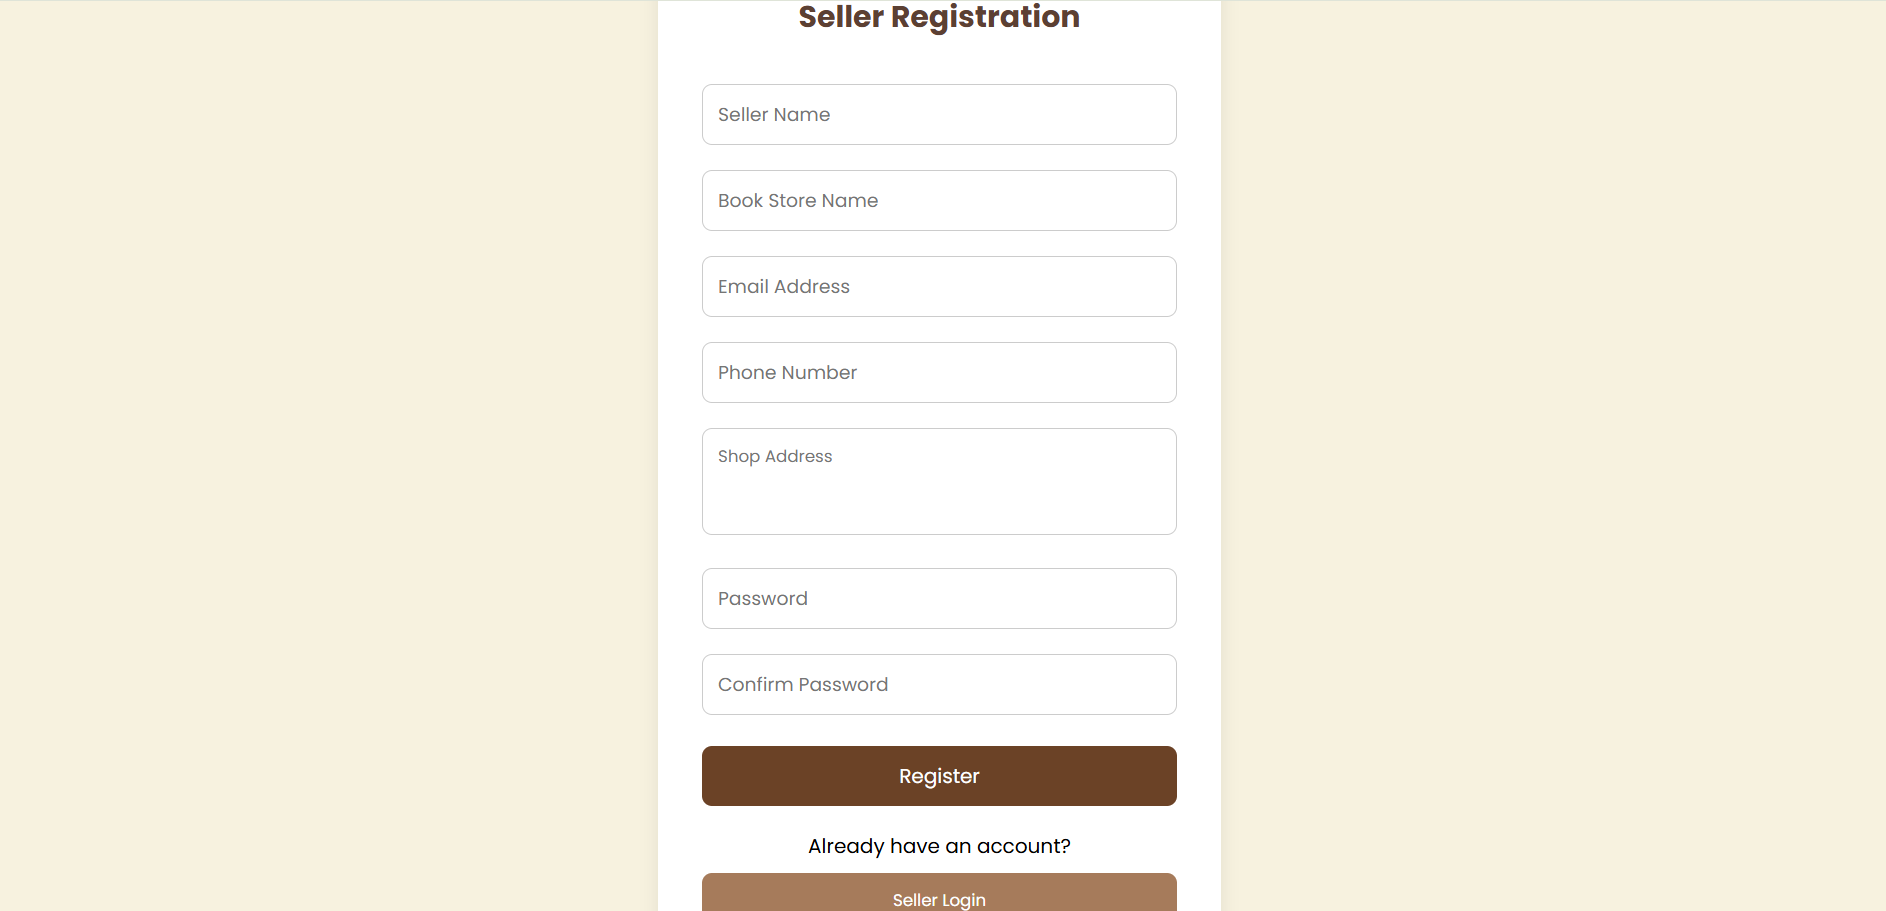 Seller Registration
Seller Name
Book Store Name
Email Address
Phone Number
Shop Address
Password
Confirm Password
Register
Already have an account?
Seller Login